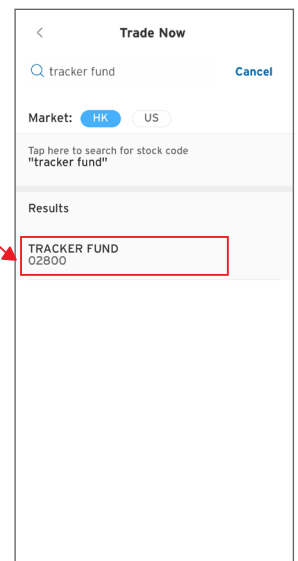 Trade Now
tracker fund
Cancel
Market: HK US
Tap here to search for stock code
"tracker fund"
Results
TRACKER FUND
02800